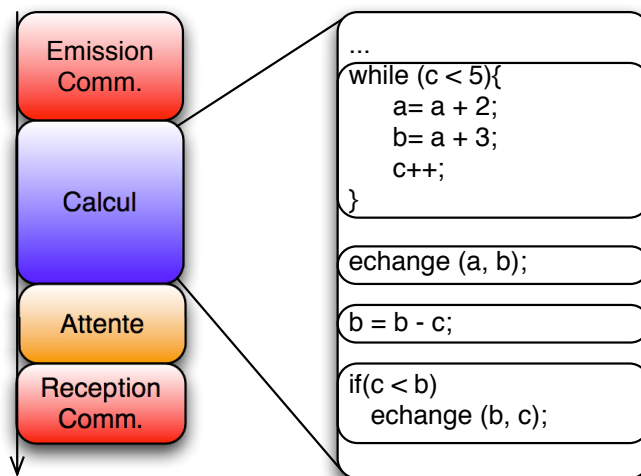 Emission
Comm.
Calcul
Attente
Reception
Comm.
...
while (c < 5){
a= a + 2;
b= a + 3;
c++;
}
echange (a, b);
b = b - c;
if(c < b)
echange (b, c);